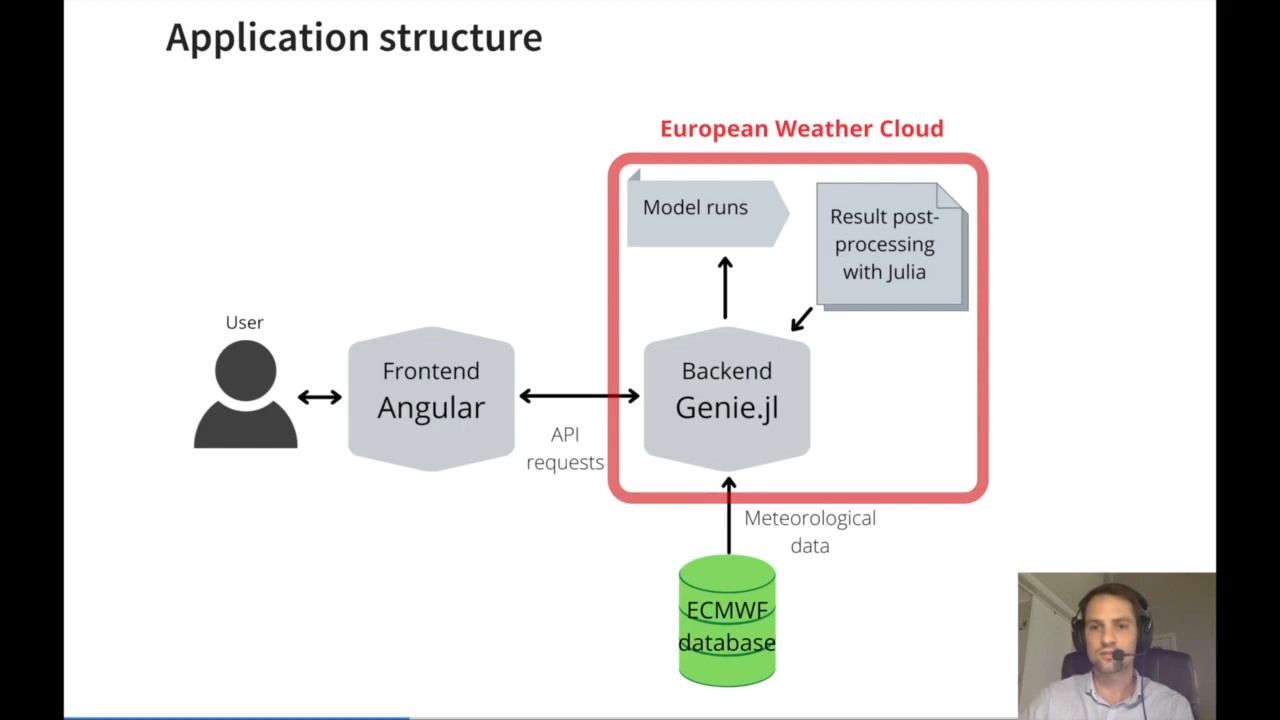 Application structure
European Weather Cloud
Model runs
Result post-
processing
with Julia
User
Frontend
Angular
API
requests
Backend
Genie.jl
Meteorological
data
ECMWF
database